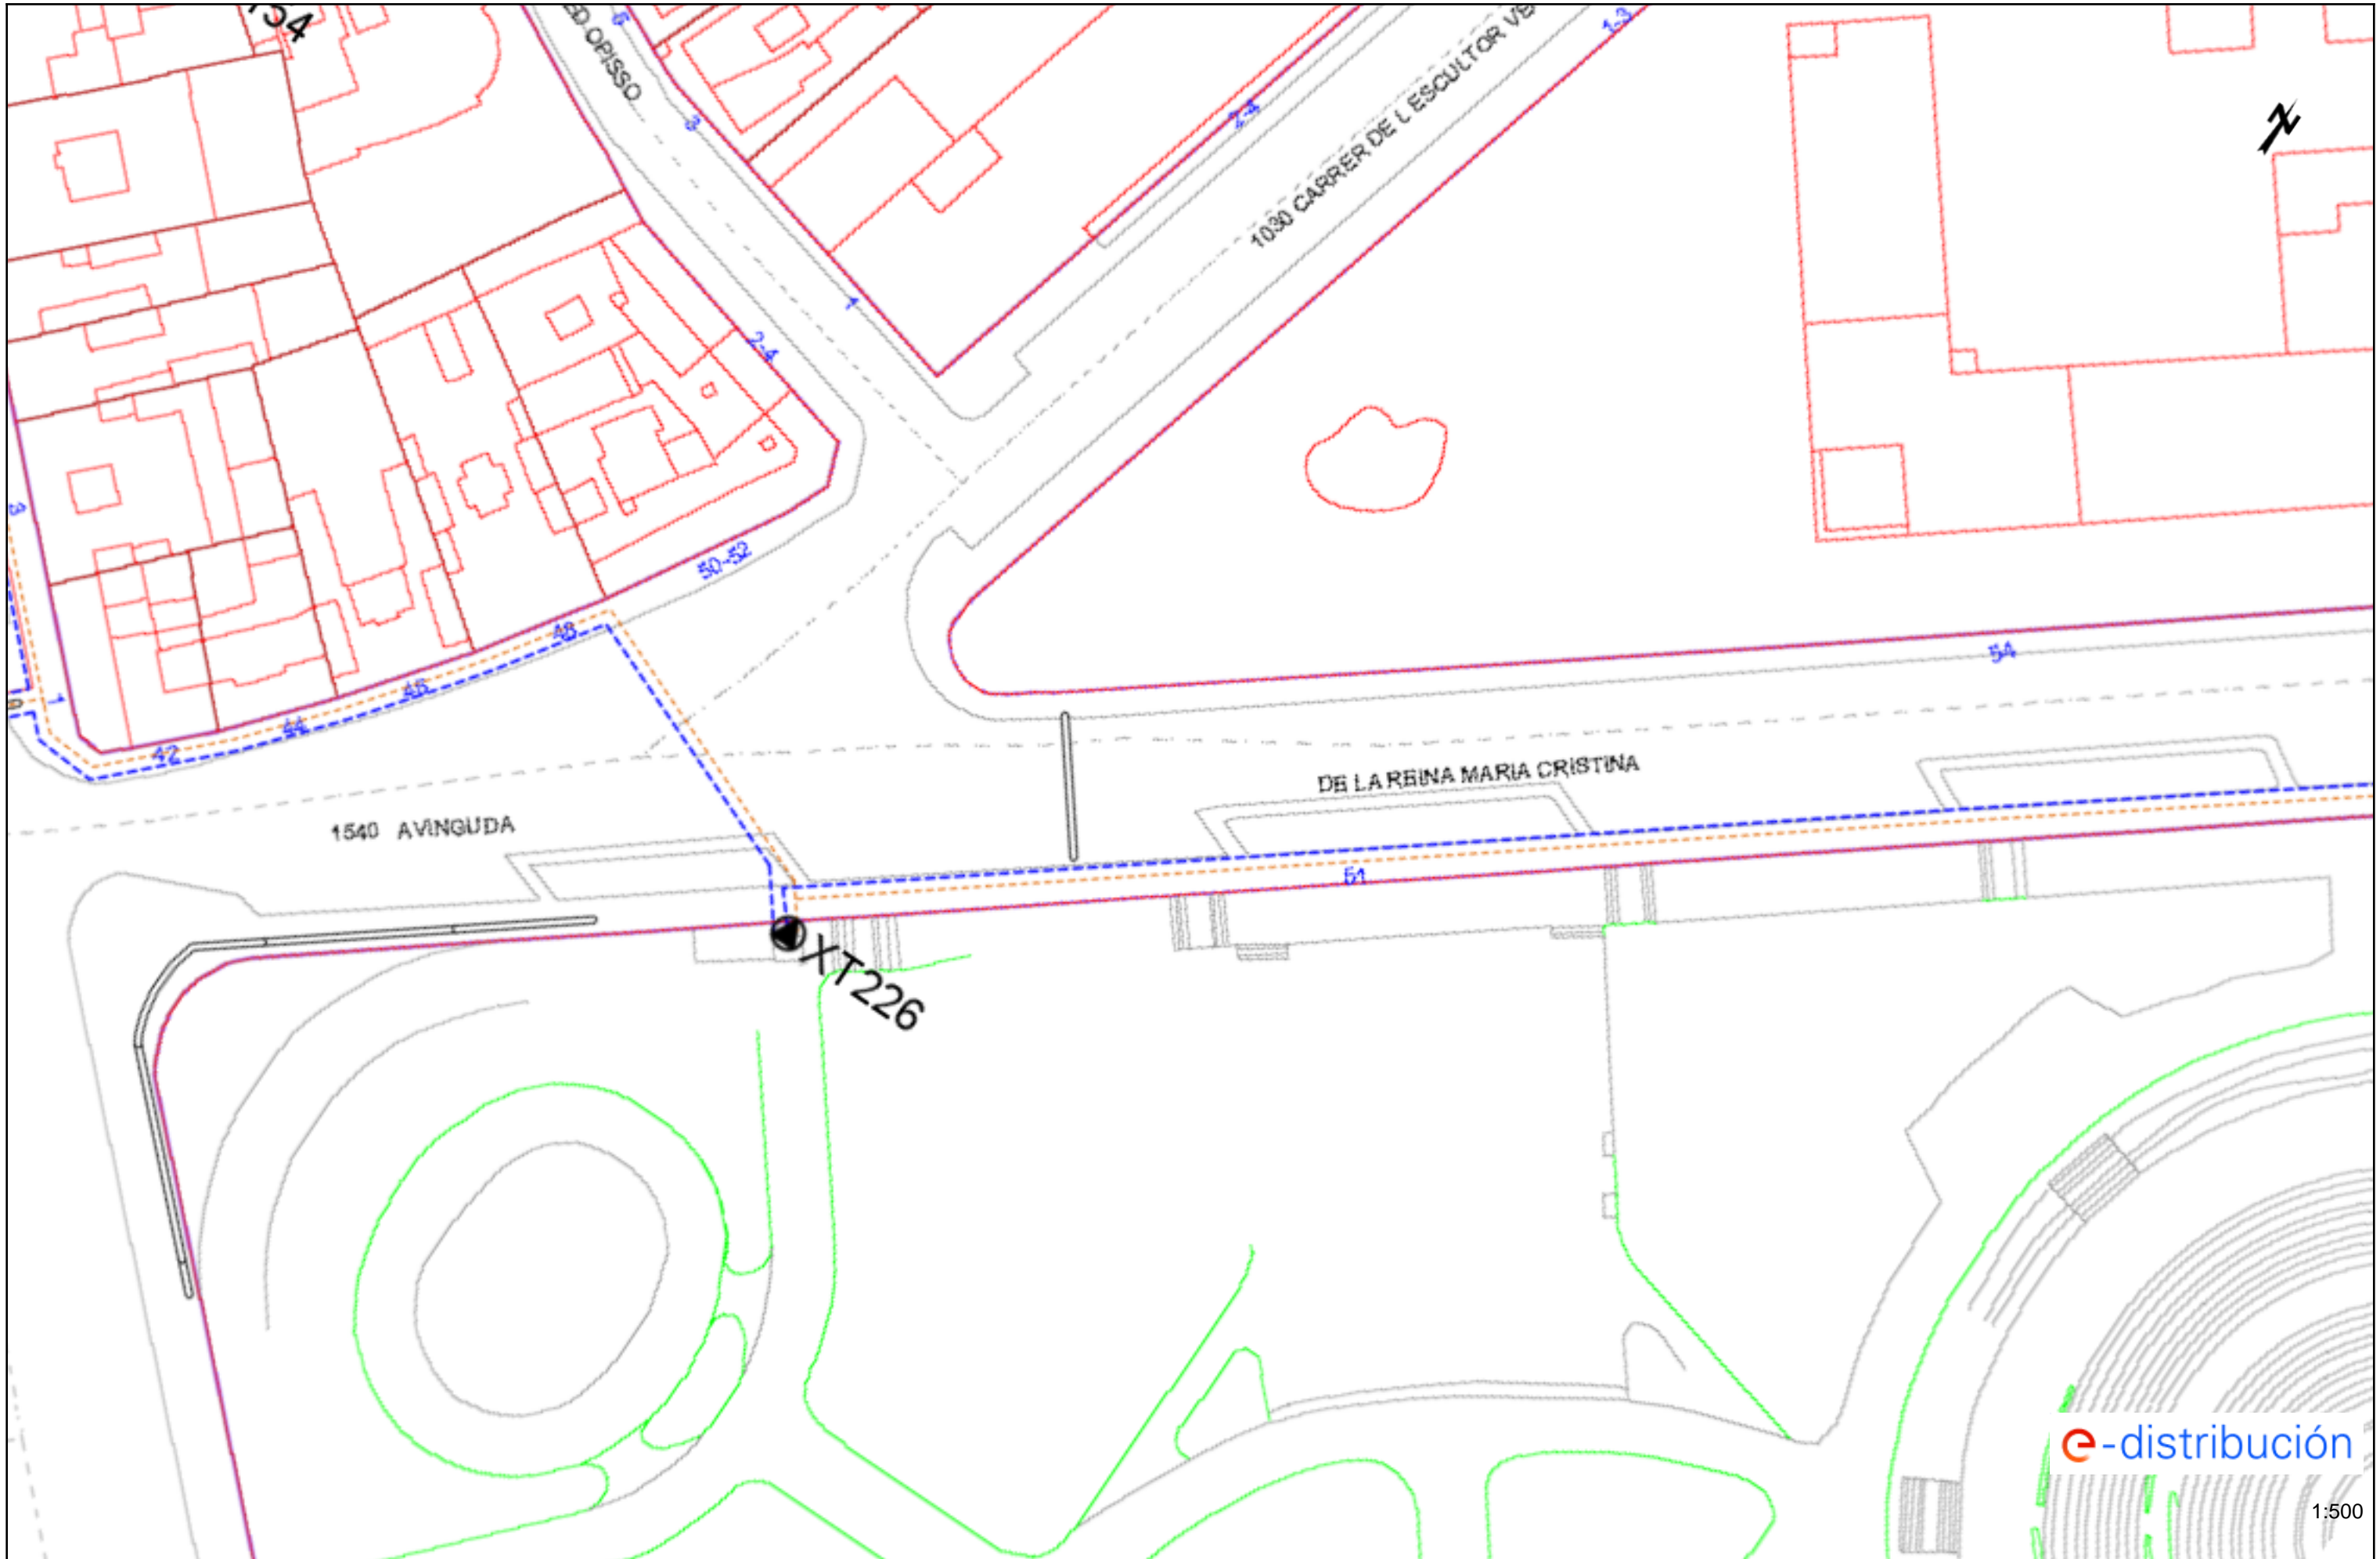 OPISSO
6
3
1
2-4
2-4
1-3
1030 CARRER DE L ESCULTOR
50-52
48
46
44
42
3
1
54
DE LA REINA MARIA CRISTINA
1540 AVINGUDA
51
XT226
e-distribución
1:500